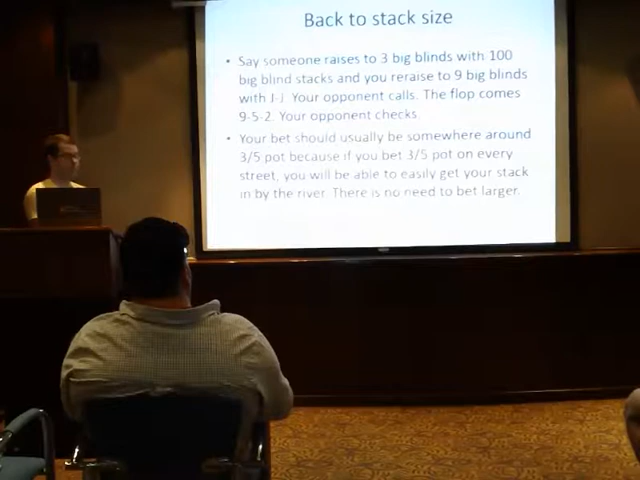 Back to stack size
• Say someone raises to 3 big blinds with 100
big blind stacks and you reraise to 9 big blinds
with J-J. Your opponent calls. The flop comes
9-5-2. Your opponent checks.
• Your bet should usually be somewhere around
3/5 pot because if you bet 3/5 pot on every
street, you will be able to easily get your stack
in by the river. There is no need to bet larger.